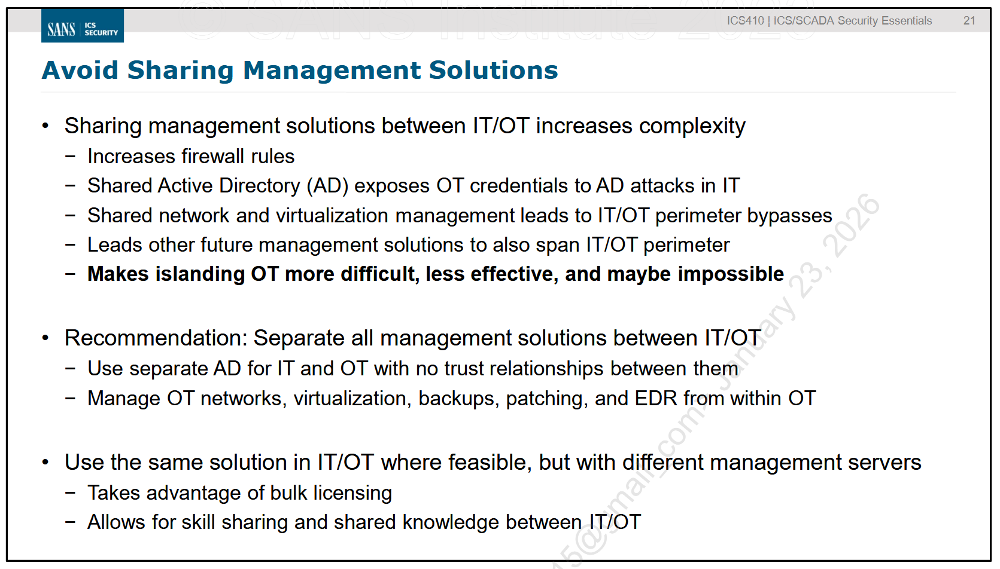 © SANS Institute 2023
SANS
ICS
SECURITY
ICS410 | ICS/SCADA Security Essentials 21
Avoid Sharing Management Solutions
• Sharing management solutions between IT/OT increases complexity
− Increases firewall rules
− Shared Active Directory (AD) exposes OT credentials to AD attacks in IT
− Shared network and virtualization management leads to IT/OT perimeter bypasses
− Leads other future management solutions to also span IT/OT perimeter
− Makes islanding OT more difficult, less effective, and maybe impossible
• Recommendation: Separate all management solutions between IT/OT
− Use separate AD for IT and OT with no trust relationships between them
− Manage OT networks, virtualization, backups, patching, and EDR from within OT
• Use the same solution in IT/OT where feasible, but with different management servers
− Takes advantage of bulk licensing
− Allows for skill sharing and shared knowledge between IT/OT
15@gmail_com- January 23, 2026